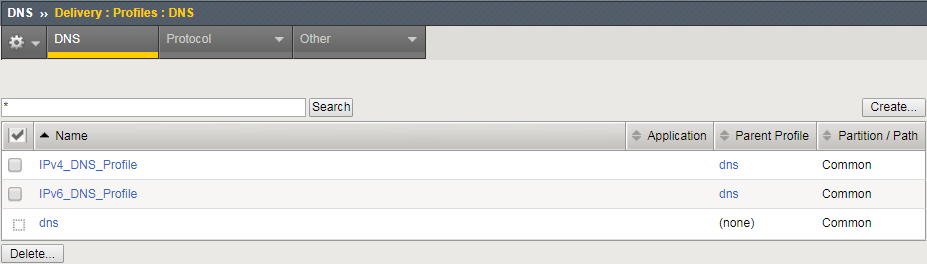 DNS ›› Delivery : Profiles : DNS
DNS Protocol Other
* Search Create...
Name Application Parent Profile Partition / Path
IPv4_DNS_Profile dns Common
IPv6_DNS_Profile dns Common
dns (none) Common
Delete...